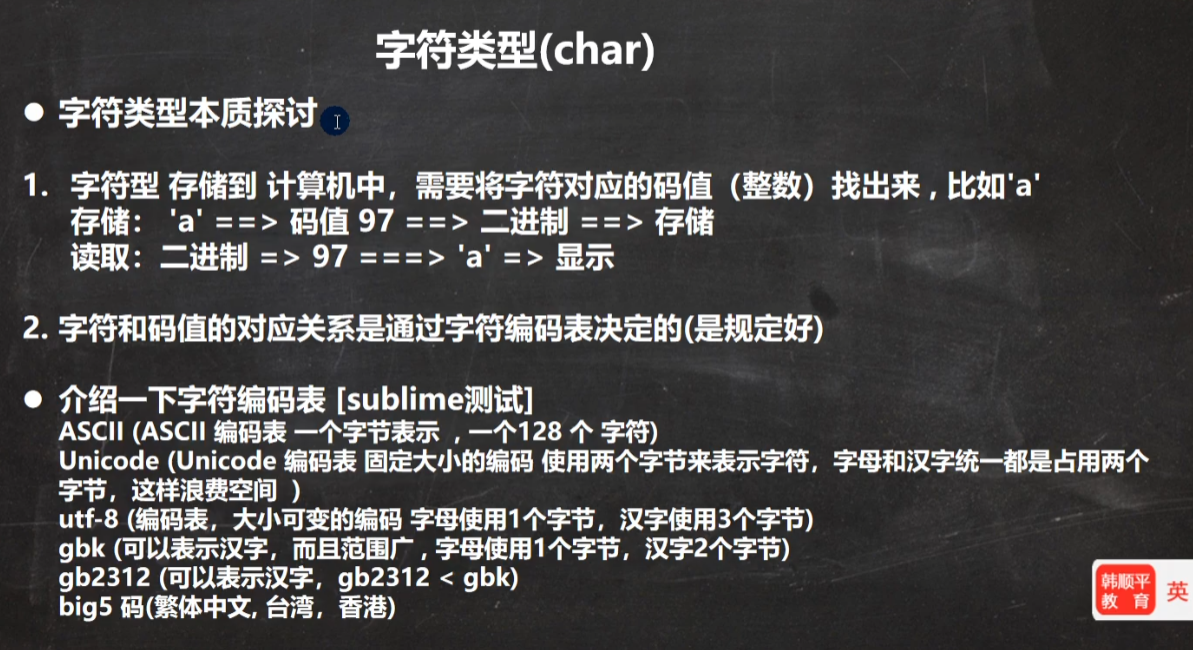 字符类型(char)
● 字符类型本质探讨
1. 字符型 存储到 计算机中，需要将字符对应的码值（整数）找出来 , 比如'a'
存储： 'a' ==> 码值 97 ==> 二进制 ==> 存储
读取：二进制 => 97 ===> 'a' => 显示
2. 字符和码值的对应关系是通过字符编码表决定的(是规定好)
● 介绍一下字符编码表 [sublime测试]
ASCII (ASCII 编码表 一个字节表示 , 一个128 个 字符)
Unicode (Unicode 编码表 固定大小的编码 使用两个字节来表示字符，字母和汉字统一都是占用两个
字节，这样浪费空间 )
utf-8 (编码表，大小可变的编码 字母使用1个字节，汉字使用3个字节)
gbk (可以表示汉字，而且范围广 , 字母使用1个字节，汉字2个字节)
gb2312 (可以表示汉字，gb2312 < gbk)
big5 码(繁体中文, 台湾，香港)
韩顺平
教 育
英